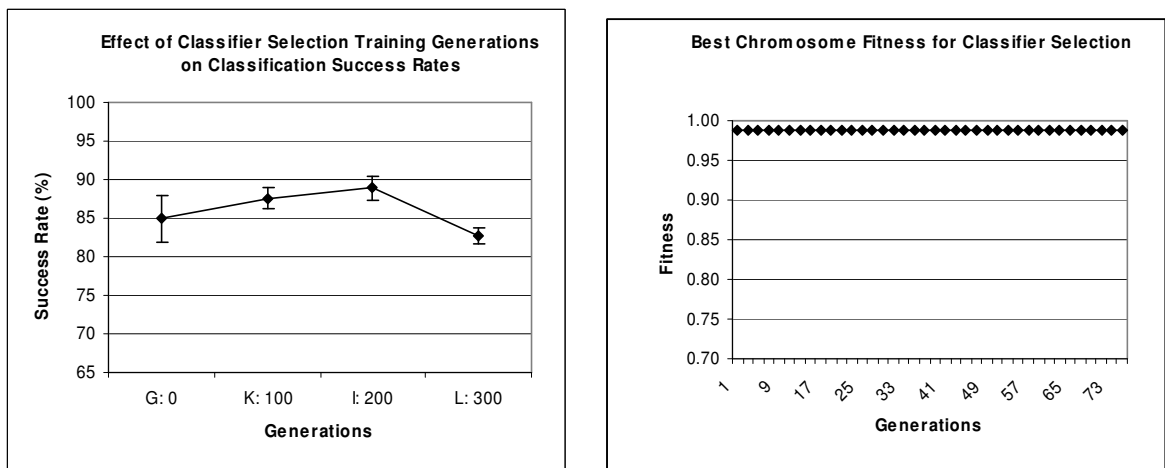 Effect of Classifier Selection Training Generations
on Classification Success Rates
100
95
90
85
80
75
70
65
Success Rate (%)
G: 0 K: 100 I: 200 L: 300
Generations
Best Chromosome Fitness for Classifier Selection
1.00
0.95
0.90
0.85
0.80
0.75
0.70
Fitness
1 9 17 25 33 41 49 57 65 73
Generations